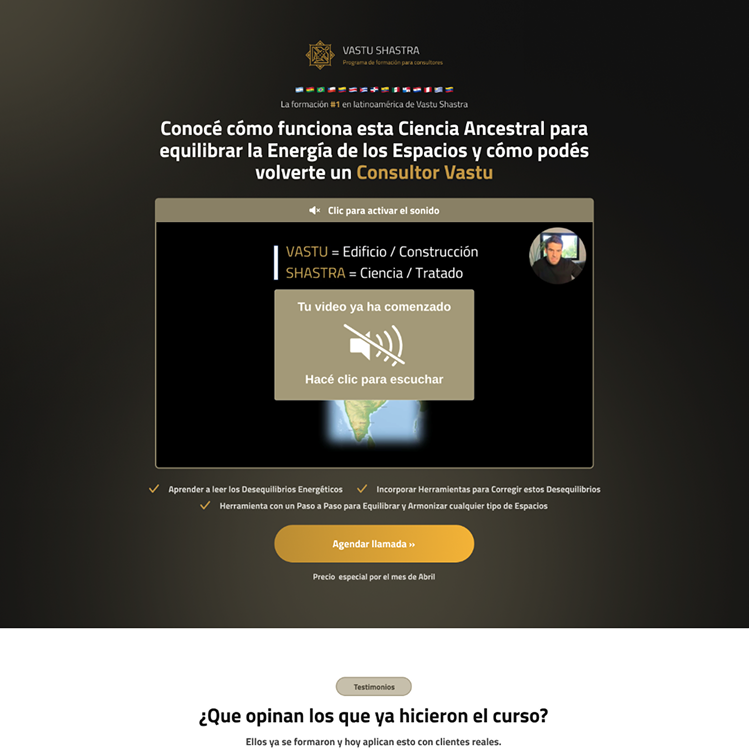 VASTU SHASTRA
Programa de formación para consultores
La formación #1 en latinoamérica de Vastu Shastra
Conocé cómo funciona esta Ciencia Ancestral para
equilibrar la Energía de los Espacios y cómo podés
volverte un Consultor Vastu
Clic para activar el sonido
VASTU = Edificio / Construcción
SHASTRA = Ciencia / Tratado
Tu video ya ha comenzado
Hacé clic para escuchar
Aprender a leer los Desequilibrios Energéticos
Incorporar Herramientas para Corregir estos Desequilibrios
Herramienta con un Paso a Paso para Equilibrar y Armonizar cualquier tipo de Espacios
Agendar llamada »
Precio especial por el mes de Abril
Testimonios
¿Que opinan los que ya hicieron el curso?
Ellos ya se formaron y hoy aplican esto con clientes reales.